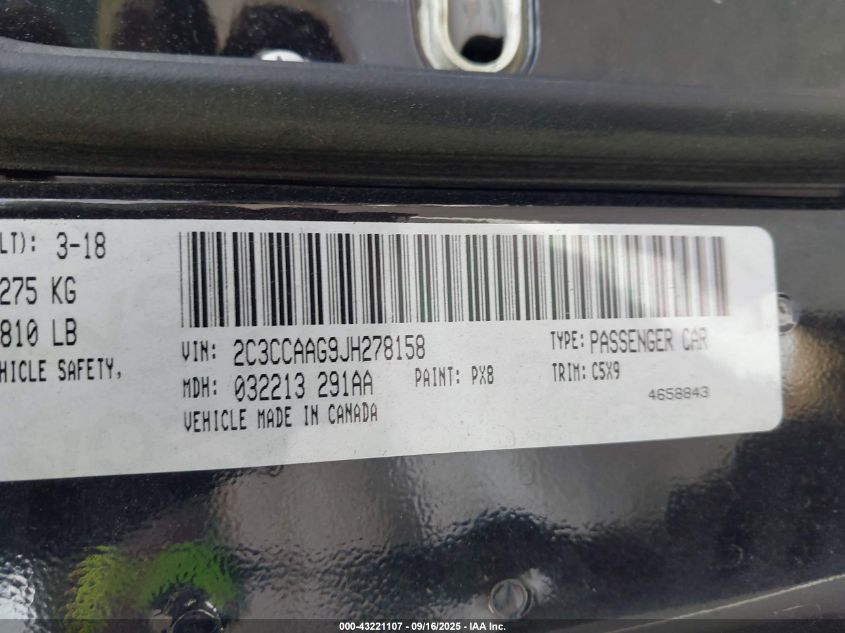 LT): 3-18
275 KG
810 LB
HICLE SAFETY,
VIN: 2C3CCAAG9JH278158
TYPE: PASSENGER CAR
MDH: 032213 291AA
PAINT: PX8
TRIM: C5X9
VEHICLE MADE IN CANADA
4658843
000-43221107 - 09/16/2025 - IAA Inc.